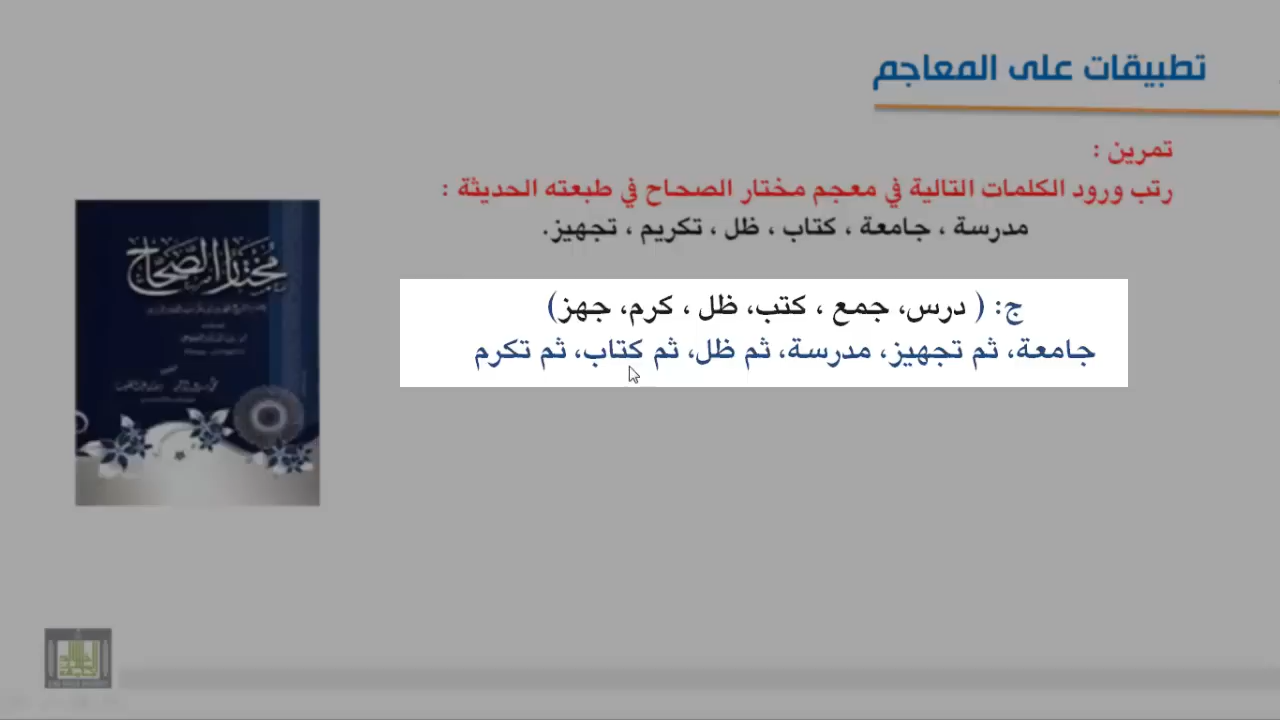 تطبيقات على المعاجم
تمرين :
رتب ورود الكلمات التالية في معجم مختار الصحاح في طبعته الحديثة :
مدرسة ، جامعة ، كتاب ، ظل ، تكريم ، تجهيز.
ج: ( درس، جمع ، كتب، ظل ، كرم، جهز)
جامعة، ثم تجهيز، مدرسة، ثم ظل، ثم كتاب، ثم تكرم
مختار الصحاح